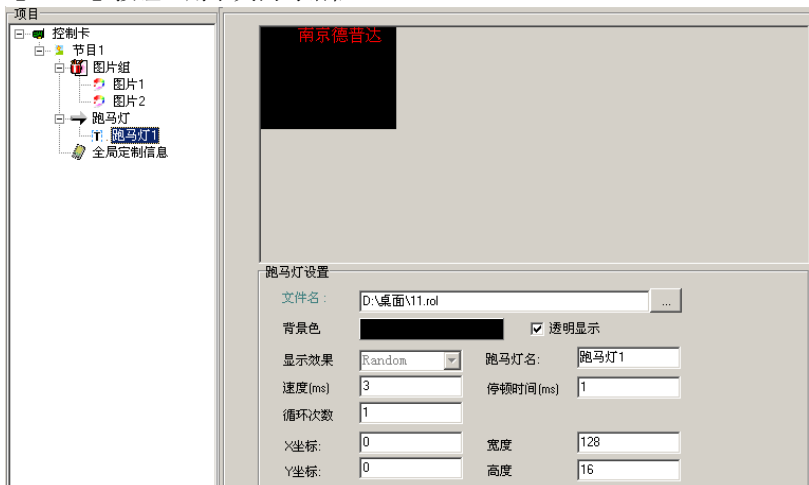 项目
控制卡
节目1
图片组
图片1
图片2
跑马灯
跑马灯1
全局定制信息
南京德普达
跑马灯设置
文件名：
D:\桌面\11.rol
...
背景色
透明显示
显示效果
Random
跑马灯名:
跑马灯1
速度(ms)
3
停顿时间(ms)
1
循环次数
1
X坐标:
0
宽度
128
Y坐标:
0
高度
16